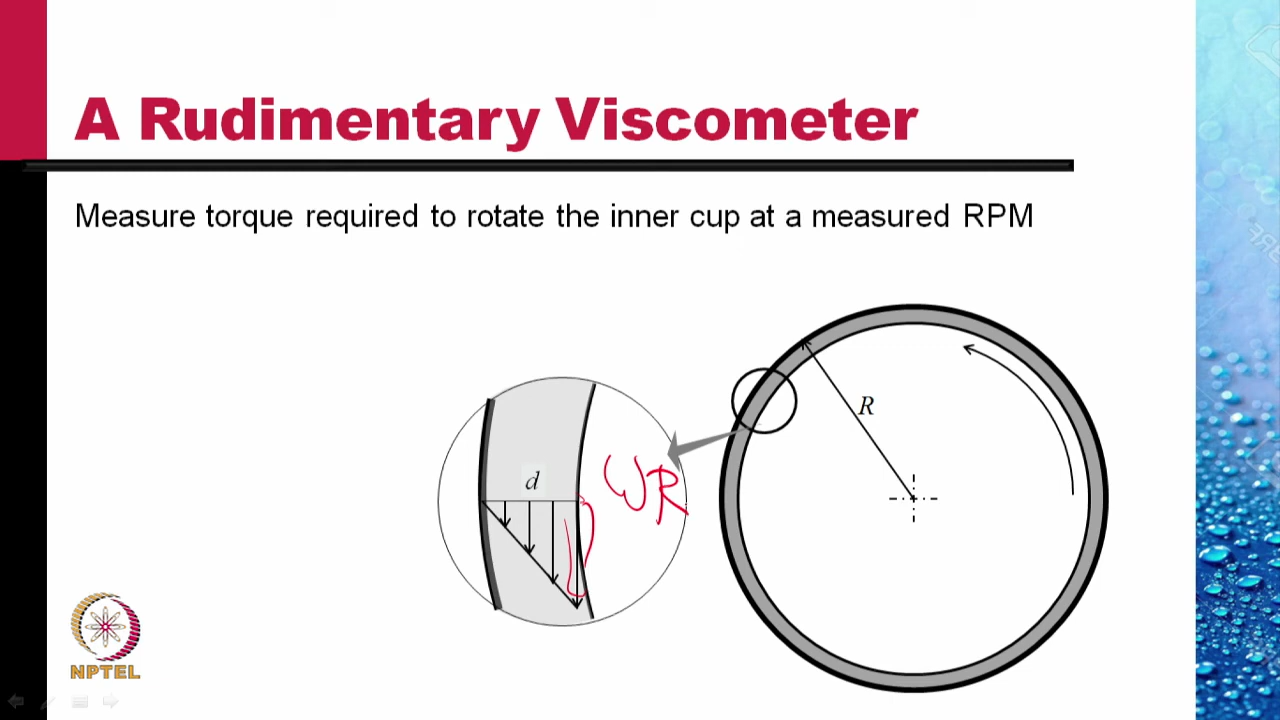 A Rudimentary Viscometer
Measure torque required to rotate the inner cup at a measured RPM
R
d
ωR
NPTEL